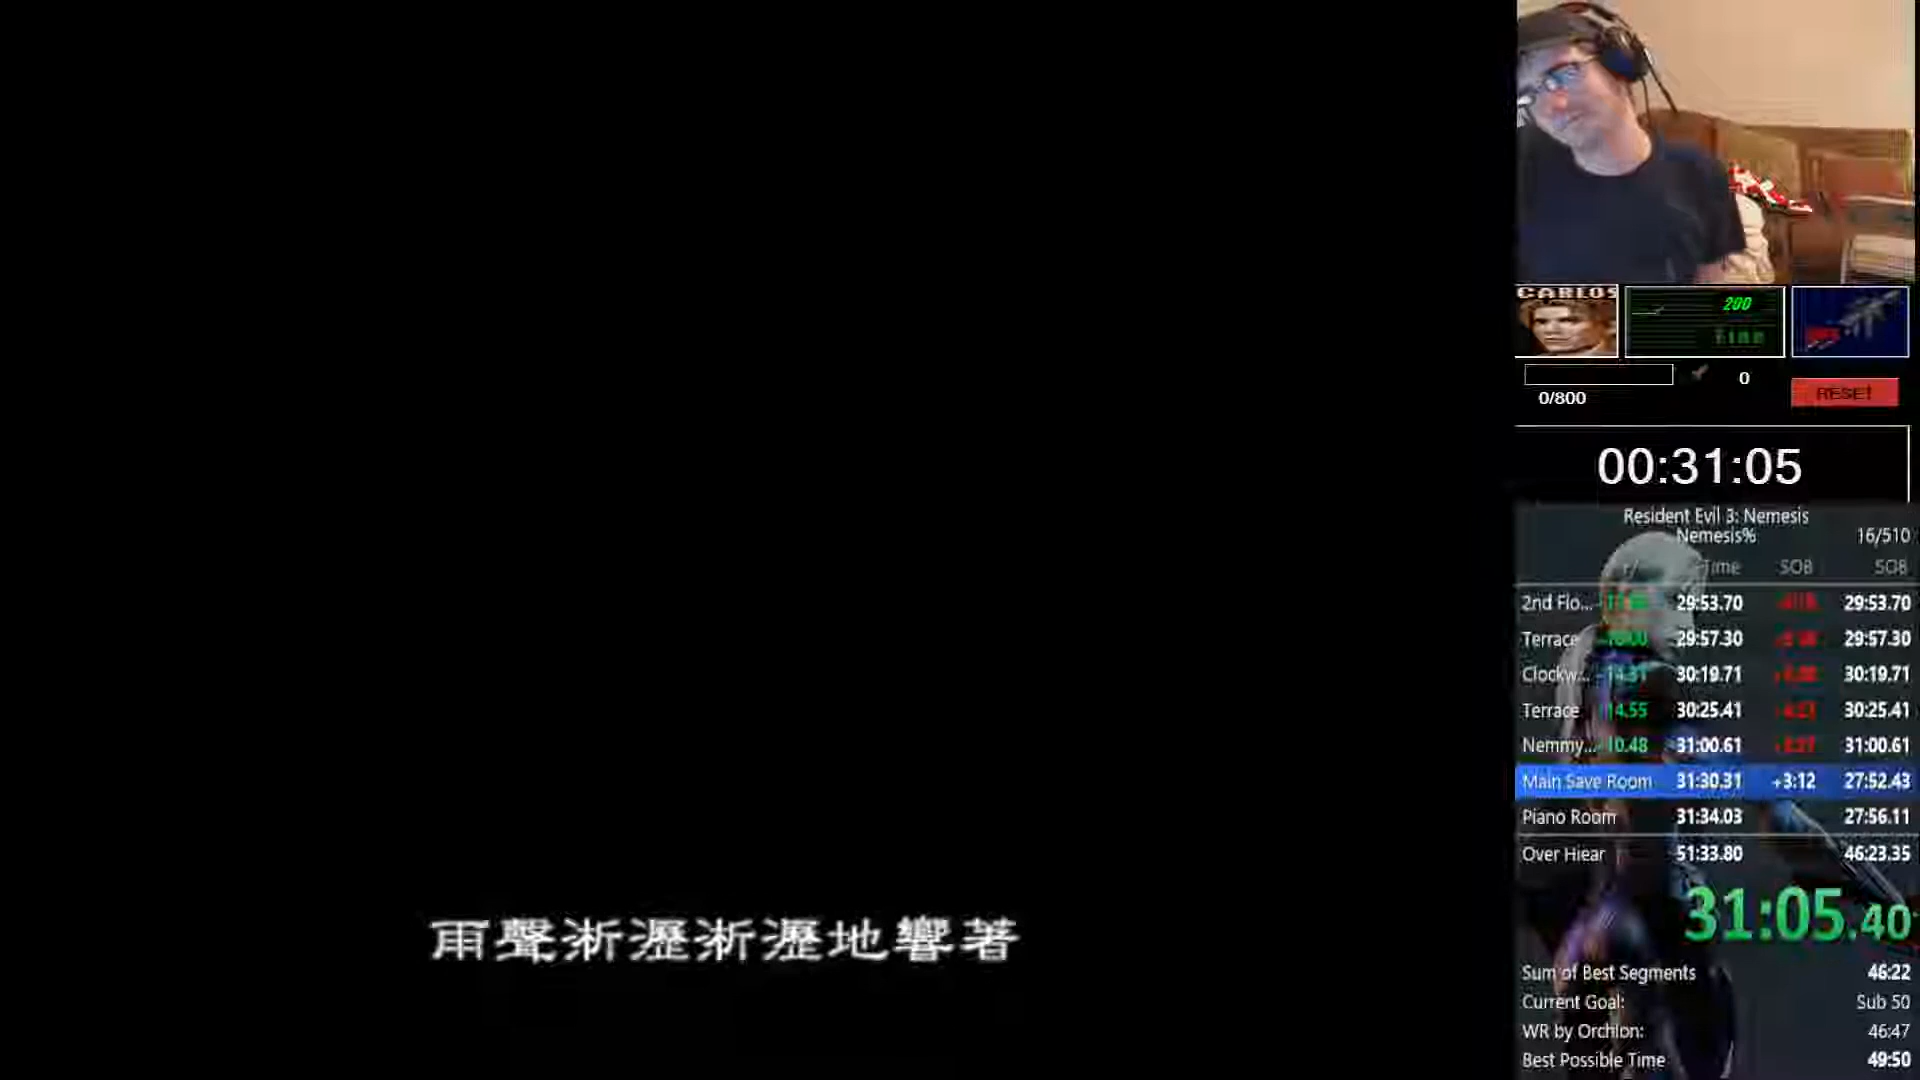 雨聲淅瀝淅瀝地響著
CARLOS
200
Fine
0
0/800
RESET
00:31:05
Resident Evil 3: Nemesis
Nemesis% 16/510
Time SOB SOB
2nd Flo... 29:53.70 29:53.70
Terrace 29:57.30 29:57.30
Clockw... -14.31 30:19.71 30:19.71
Terrace -14.55 30:25.41 30:25.41
Nemmy... -10.48 31:00.61 31:00.61
Main Save Room 31:30.31 +3:12 27:52.43
Piano Room 31:34.03 27:56.11
Over Hiear 51:33.80 46:23.35
31:05.40
Sum of Best Segments 46:22
Current Goal: Sub 50
WR by Orchlon: 46:47
Best Possible Time 49:50